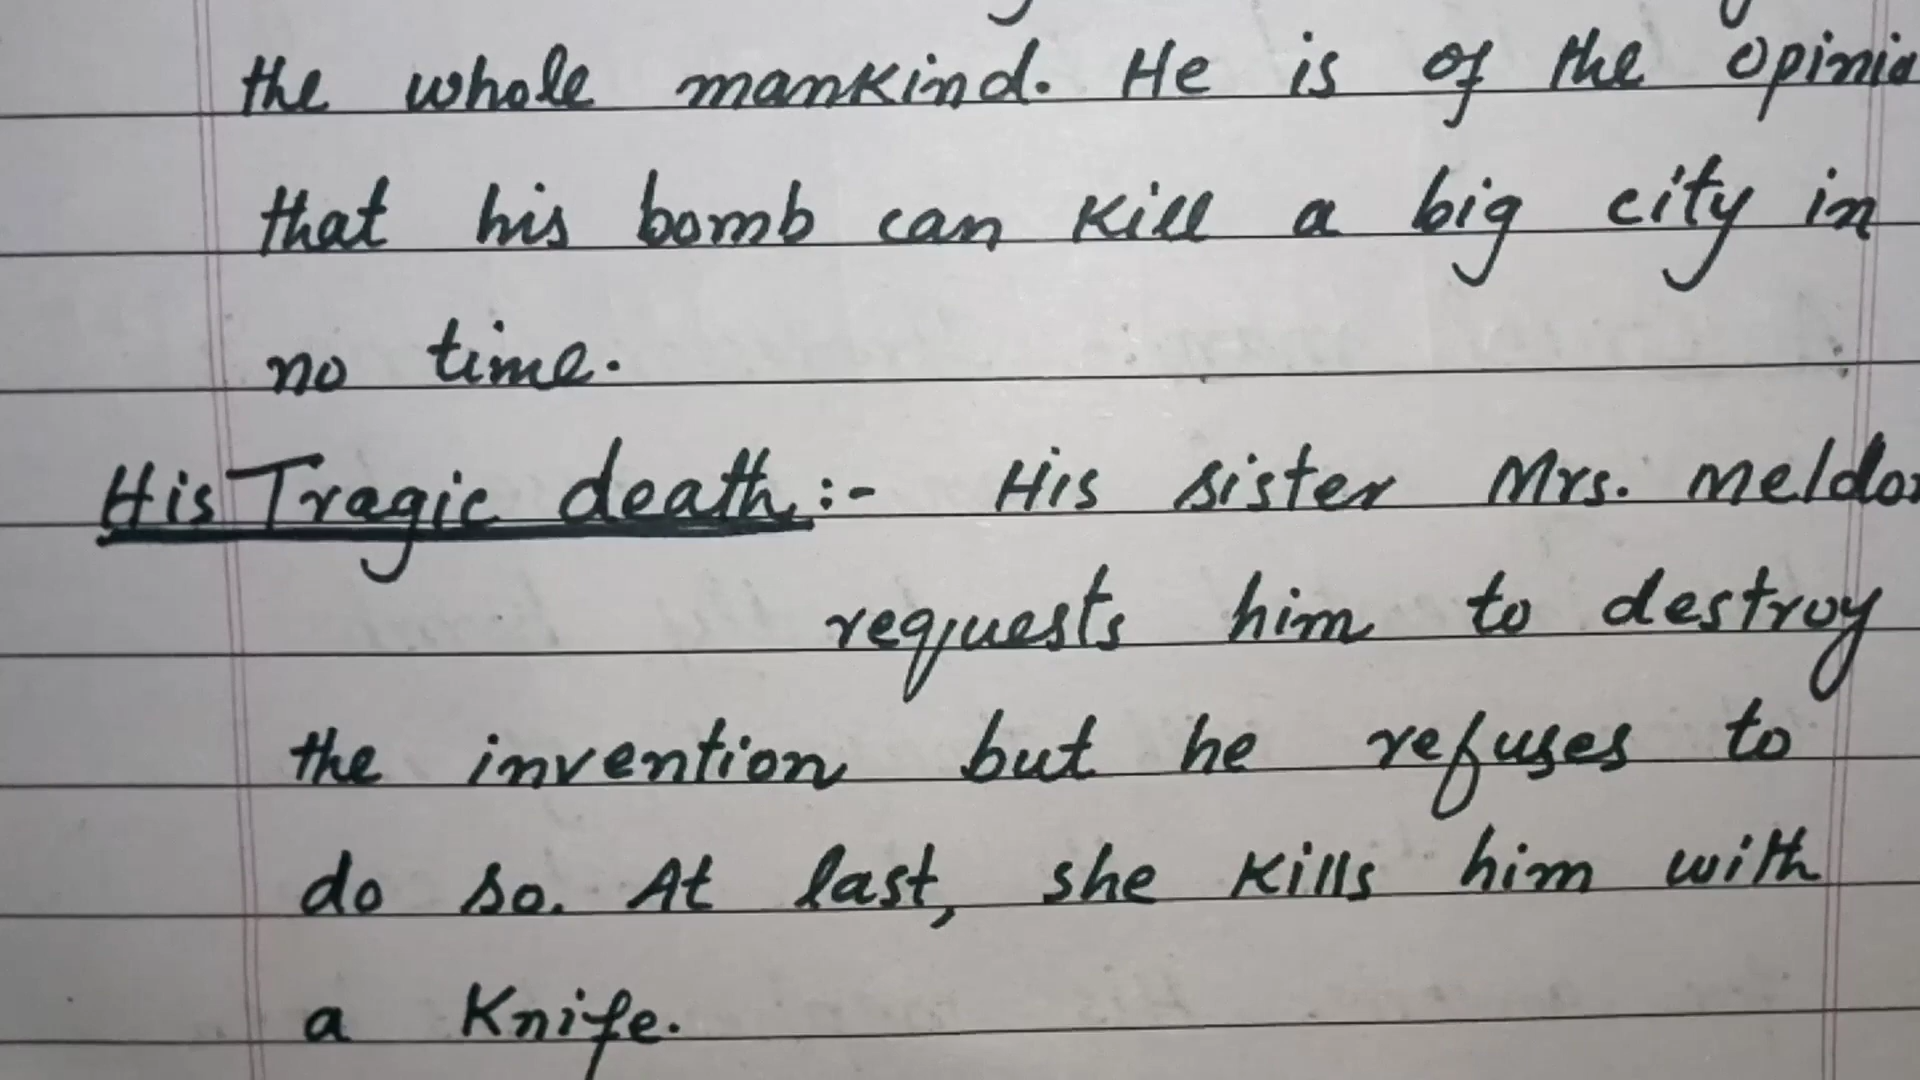 the whole mankind. He is of the opinio
that his bomb can kill a big city in
no time.
His Tragic death :- His sister Mrs. Meldo
requests him to destroy
the invention but he refuses to
do so. At last, she kills him with
a knife.